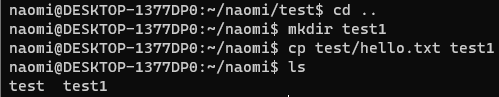 naomi@DESKTOP-1377DP0:~/naomi/test$ cd ..
naomi@DESKTOP-1377DP0:~/naomi$ mkdir test1
naomi@DESKTOP-1377DP0:~/naomi$ cp test/hello.txt test1
naomi@DESKTOP-1377DP0:~/naomi$ ls
test  test1